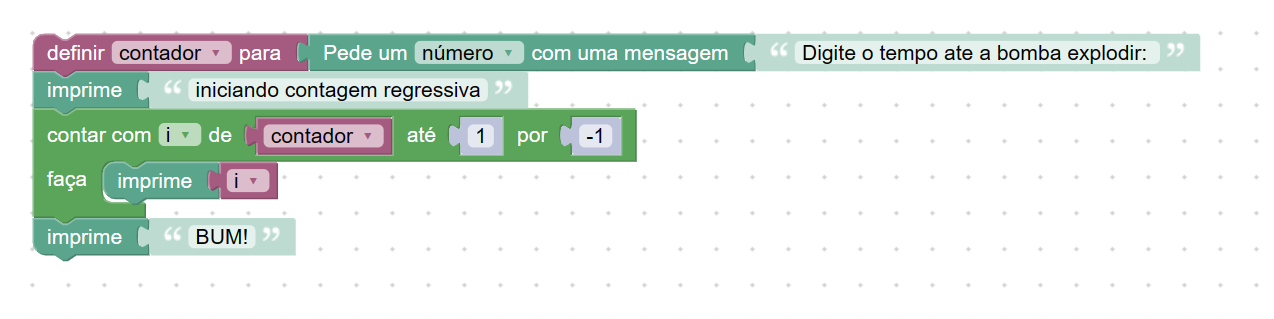 definir contador para Pede um número com uma mensagem “ Digite o tempo ate a bomba explodir: ”
imprime “ iniciando contagem regressiva ”
contar com i de contador até 1 por -1
faça imprime i
imprime “ BUM! ”